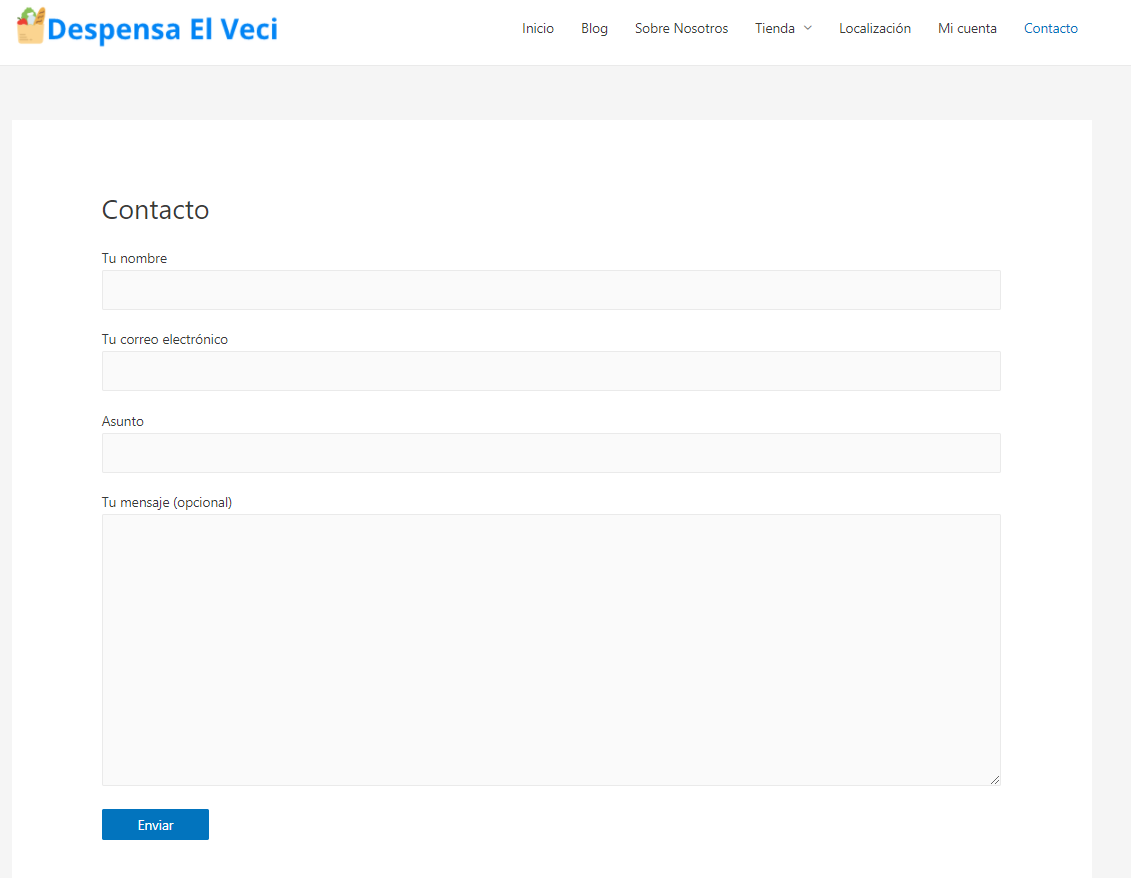 Despensa El Veci
Inicio Blog Sobre Nosotros Tienda Localización Mi cuenta Contacto
Contacto
Tu nombre
Tu correo electrónico
Asunto
Tu mensaje (opcional)
Enviar